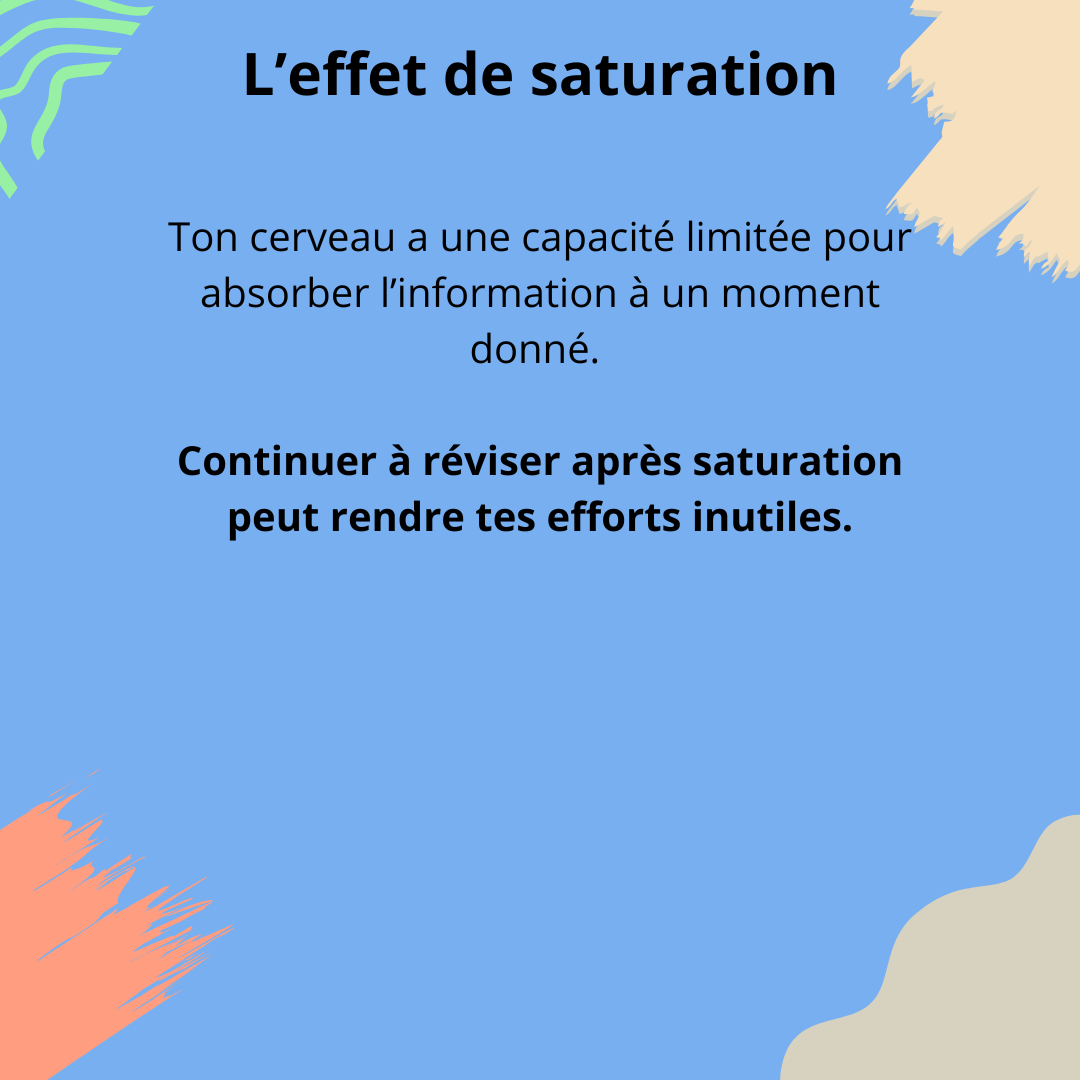 L’effet de saturation
Ton cerveau a une capacité limitée pour
absorber l’information à un moment
donné.
Continuer à réviser après saturation
peut rendre tes efforts inutiles.